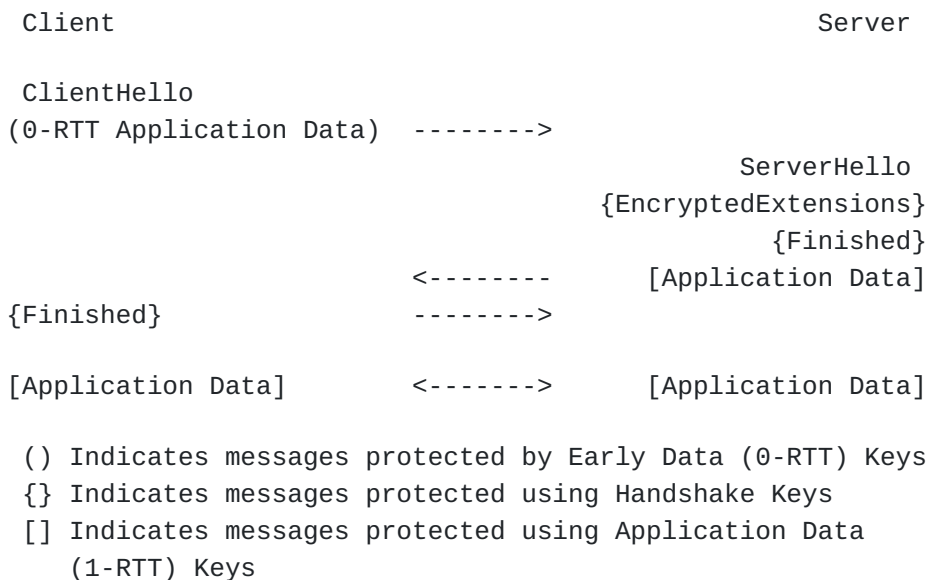 Client                                             Server

ClientHello
(0-RTT Application Data)  -------->
                                              ServerHello
                                     {EncryptedExtensions}
                                                {Finished}
                          <--------      [Application Data]
{Finished}                -------->

[Application Data]        <------->      [Application Data]

() Indicates messages protected by Early Data (0-RTT) Keys
{} Indicates messages protected using Handshake Keys
[] Indicates messages protected using Application Data
   (1-RTT) Keys